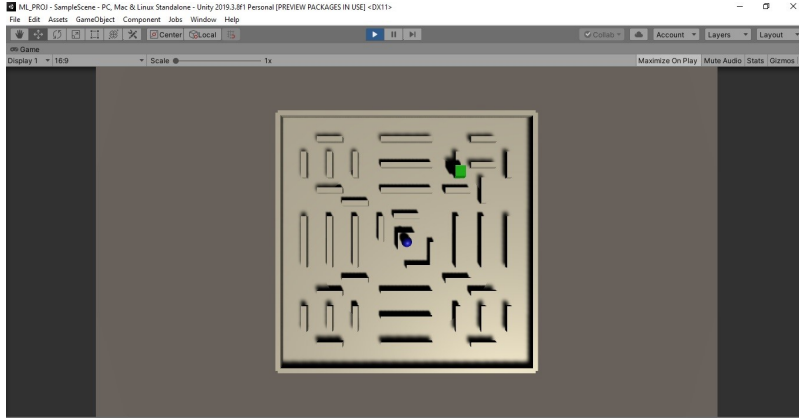 ML_PROJ - SampleScene - PC, Mac & Linux Standalone - Unity 2019.3.8f1 Personal [PREVIEW PACKAGES IN USE] <DX11>
File Edit Assets GameObject Component Jobs Window Help
Center Local Collab Account Layers Layout
Game
Display 1 16:9 Scale 1x Maximize On Play Mute Audio Stats Gizmos